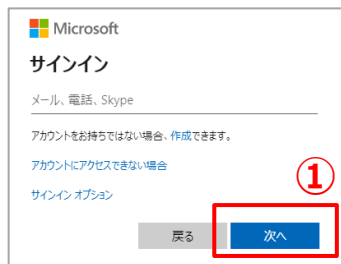 Microsoft
サインイン
メール、電話、Skype
アカウントをお持ちではない場合、作成できます。
アカウントにアクセスできない場合
①
サインイン オプション
戻る 次へ